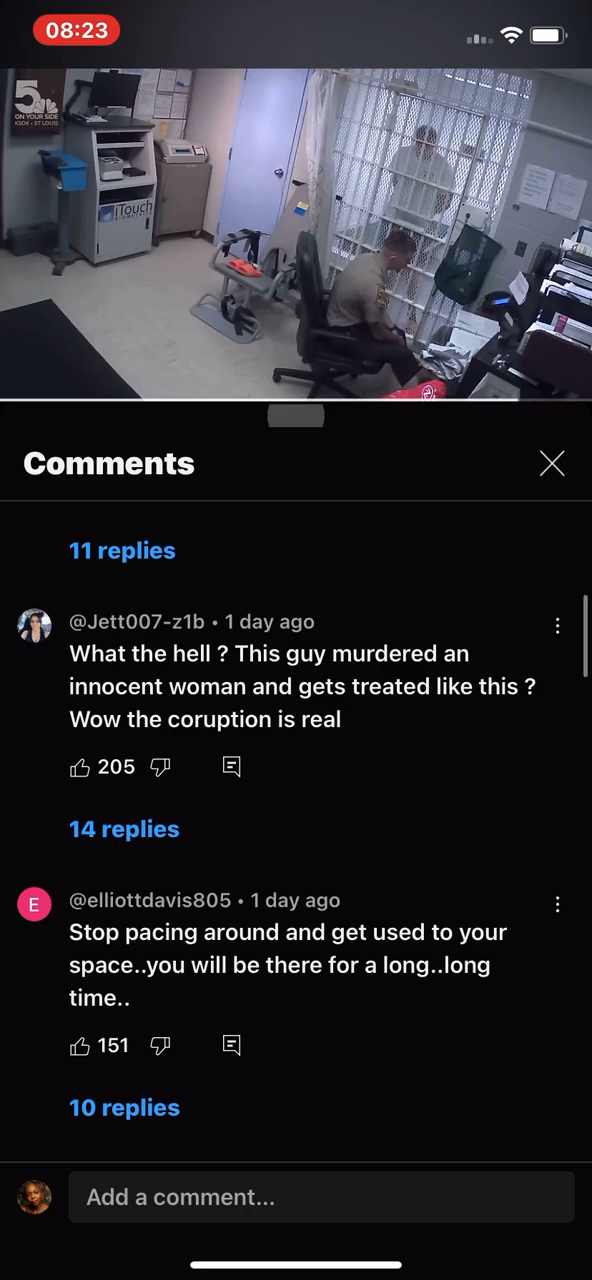 08:23
5
ON YOUR SIDE
KSDK • ST LOUIS
iTouch
BIOMETRICS
Comments
11 replies
@Jett007-z1b • 1 day ago
What the hell ? This guy murdered an
innocent woman and gets treated like this ?
Wow the coruption is real
205
14 replies
E
@elliottdavis805 • 1 day ago
Stop pacing around and get used to your
space..you will be there for a long..long
time..
151
10 replies
Add a comment...